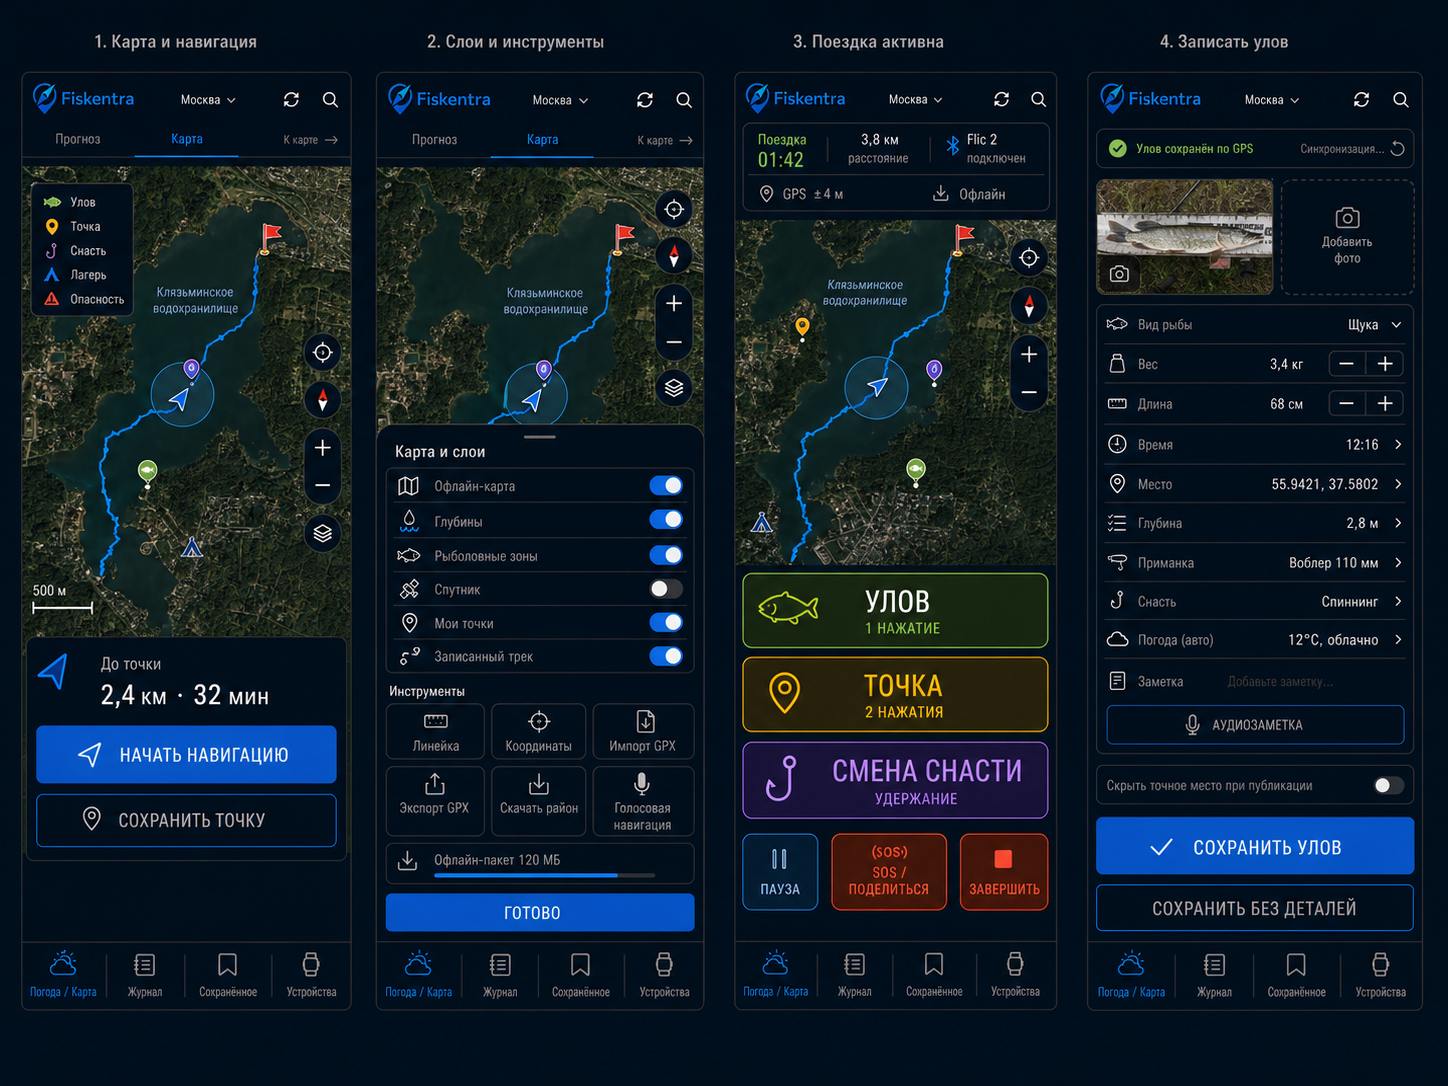 1. Карта и навигация
Fiskentra
Москва
Прогноз
Карта
К карте
Улов
Точка
Снасть
Лагерь
Опасность
Клязьминское
водохранилище
500 м
До точки
2,4 км · 32 мин
НАЧАТЬ НАВИГАЦИЮ
СОХРАНИТЬ ТОЧКУ
Погода / Карта
Журнал
Сохранённое
Устройства
2. Слои и инструменты
Fiskentra
Москва
Прогноз
Карта
К карте
Клязьминское
водохранилище
Карта и слои
Офлайн-карта
Глубины
Рыболовные зоны
Спутник
Мои точки
Записанный трек
Инструменты
Линейка
Координаты
Импорт GPX
Экспорт GPX
Скачать район
Голосовая
навигация
Офлайн-пакет 120 МБ
ГОТОВО
Погода / Карта
Журнал
Сохранённое
Устройства
3. Поездка активна
Fiskentra
Москва
Поездка
01:42
3,8 км
расстояние
Flic 2
подключен
GPS ±4 м
Офлайн
Клязьминское
водохранилище
УЛОВ
1 НАЖАТИЕ
ТОЧКА
2 НАЖАТИЯ
СМЕНА СНАСТИ
УДЕРЖАНИЕ
ПАУЗА
(SOS)
SOS /
ПОДЕЛИТЬСЯ
ЗАВЕРШИТЬ
Погода / Карта
Журнал
Сохранённое
Устройства
4. Записать улов
Fiskentra
Москва
Улов сохранён по GPS
Синхронизация...
Добавить
фото
Вид рыбы
Щука
Вес
3,4 кг
Длина
68 см
Время
12:16
Место
55.9421, 37.5802
Глубина
2,8 м
Приманка
Воблер 110 мм
Снасть
Спиннинг
Погода (авто)
12°C, облачно
Заметка
Добавьте заметку...
АУДИОЗАМЕТКА
Скрыть точное место при публикации
СОХРАНИТЬ УЛОВ
СОХРАНИТЬ БЕЗ ДЕТАЛЕЙ
Погода / Карта
Журнал
Сохранённое
Устройства